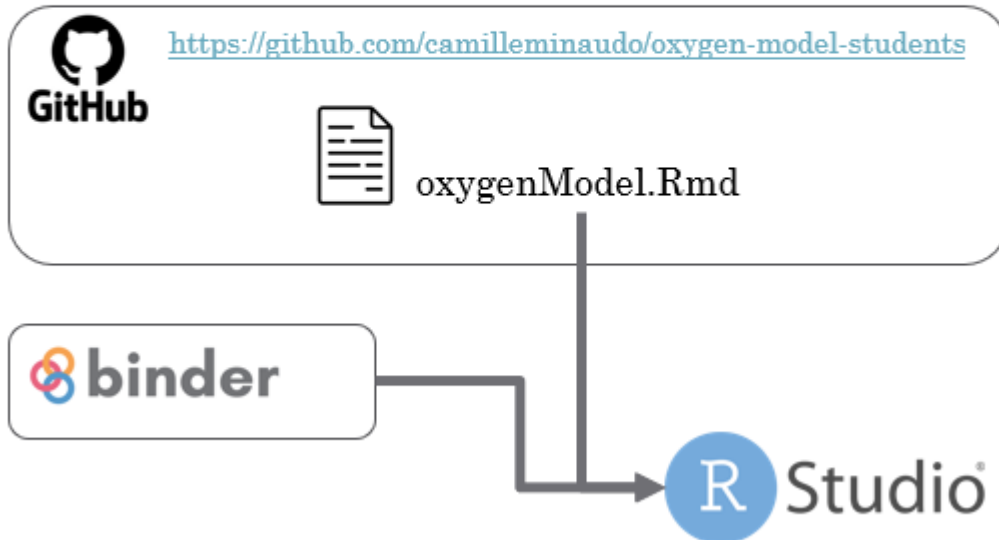 GitHub
https://github.com/camilleminaudo/oxygen-model-students
oxygenModel.Rmd
binder
R Studio®